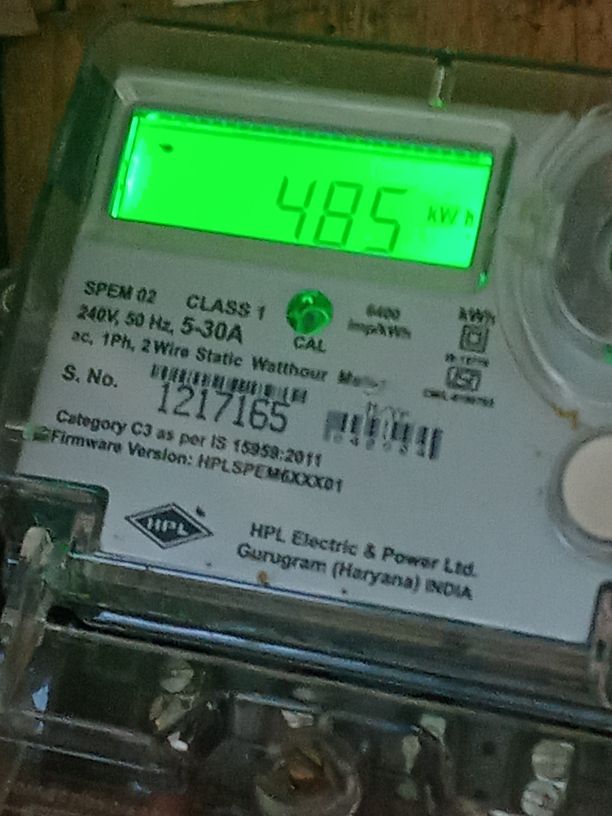 485 kWh
SPEM 02 CLASS 1
240V, 50 Hz, 5-30A
CAL
6400
imp/kWh
kWh
ac, 1Ph, 2 Wire Static Watthour
S. No.
1217165
Category C3 as per IS 15959:2011
Firmware Version: HPLSPEM6XXX01
HPL
HPL Electric & Power Ltd.
Gurugram (Haryana) INDIA